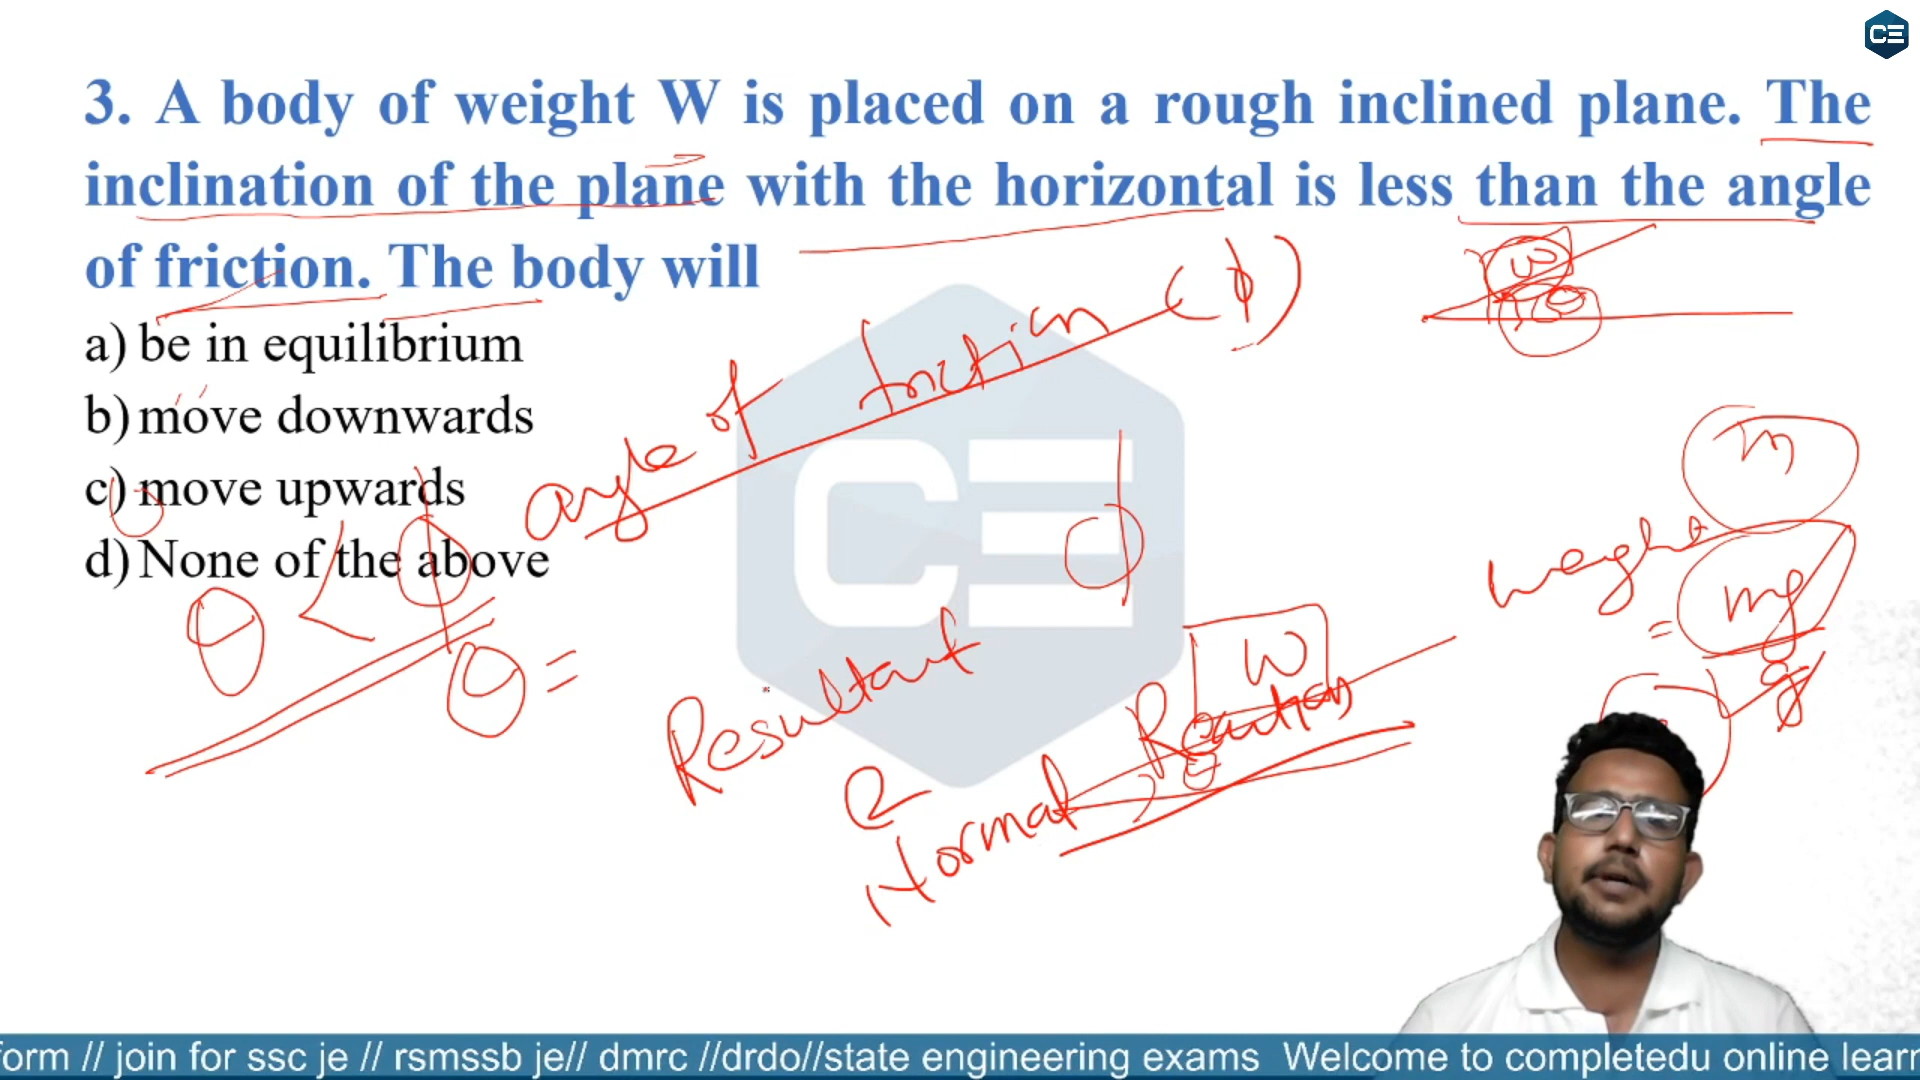 CE
3. A body of weight W is placed on a rough inclined plane. The
inclination of the plane with the horizontal is less than the angle
of friction. The body will
a) be in equilibrium
b) move downwards
c) move upwards
d) None of the above
angle of friction (ϕ)
W
θ
m
weight
= mg
g
θ < ϕ
θ =
ϕ
W
θ
Resultant
R
Normal Reaction
CE
form // join for ssc je // rsmssb je// dmrc //drdo//state engineering exams Welcome to completedu online learn